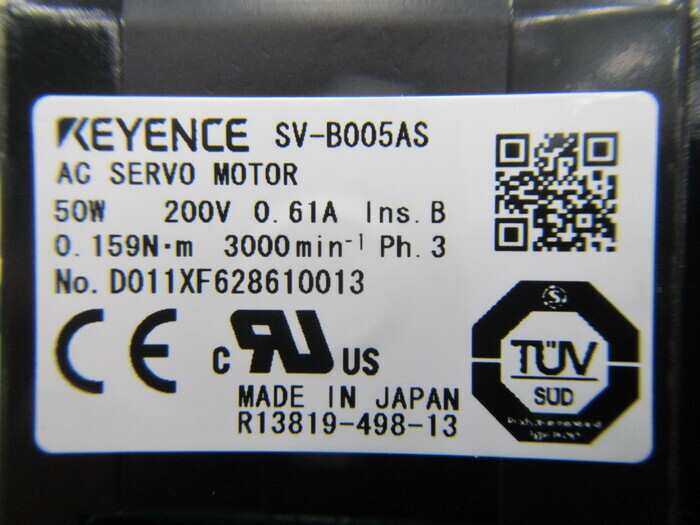 KEYENCE SV-B005AS
AC SERVO MOTOR
50W 200V 0.61A Ins.B
0.159N·m 3000min⁻¹ Ph.3
No.D011XF628610013
CE
c RU US
TÜV
SÜD
MADE IN JAPAN
R13819-498-13